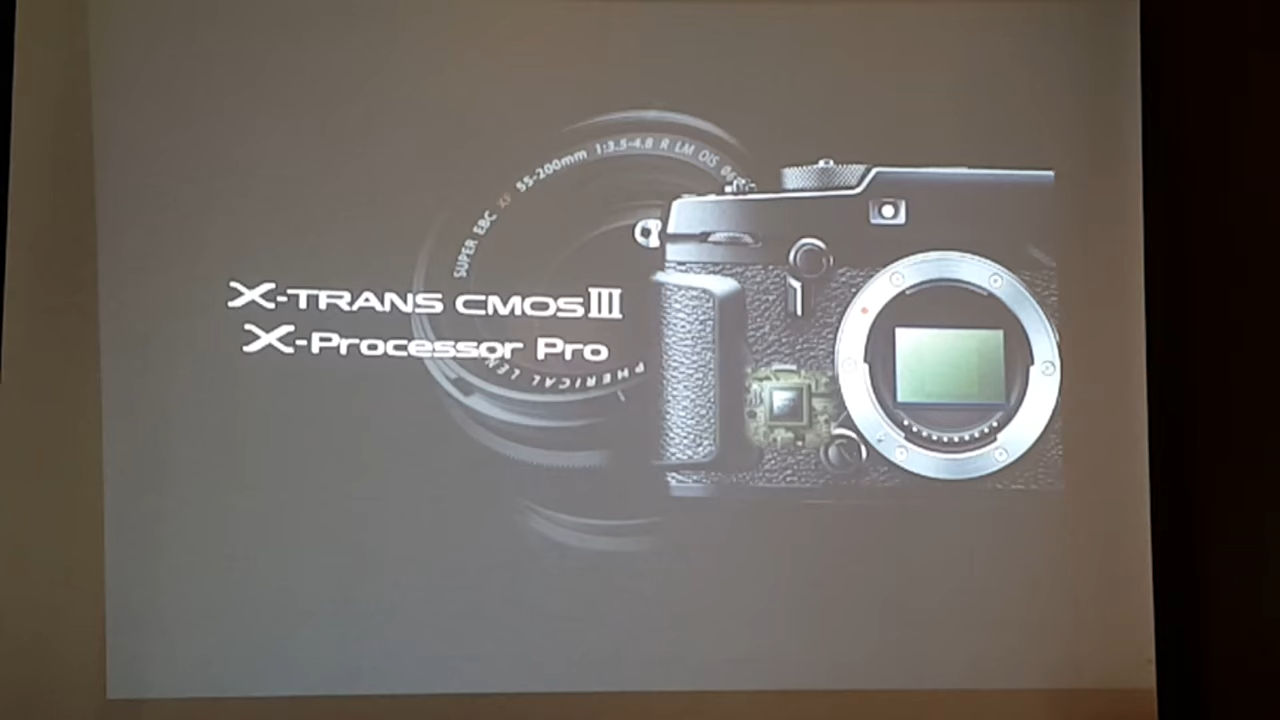 SUPER EBC XF 55-200mm 1:3.5-4.8 R LM OIS
X-TRANS CMOS III
X-Processor Pro
PHERICAL LEN